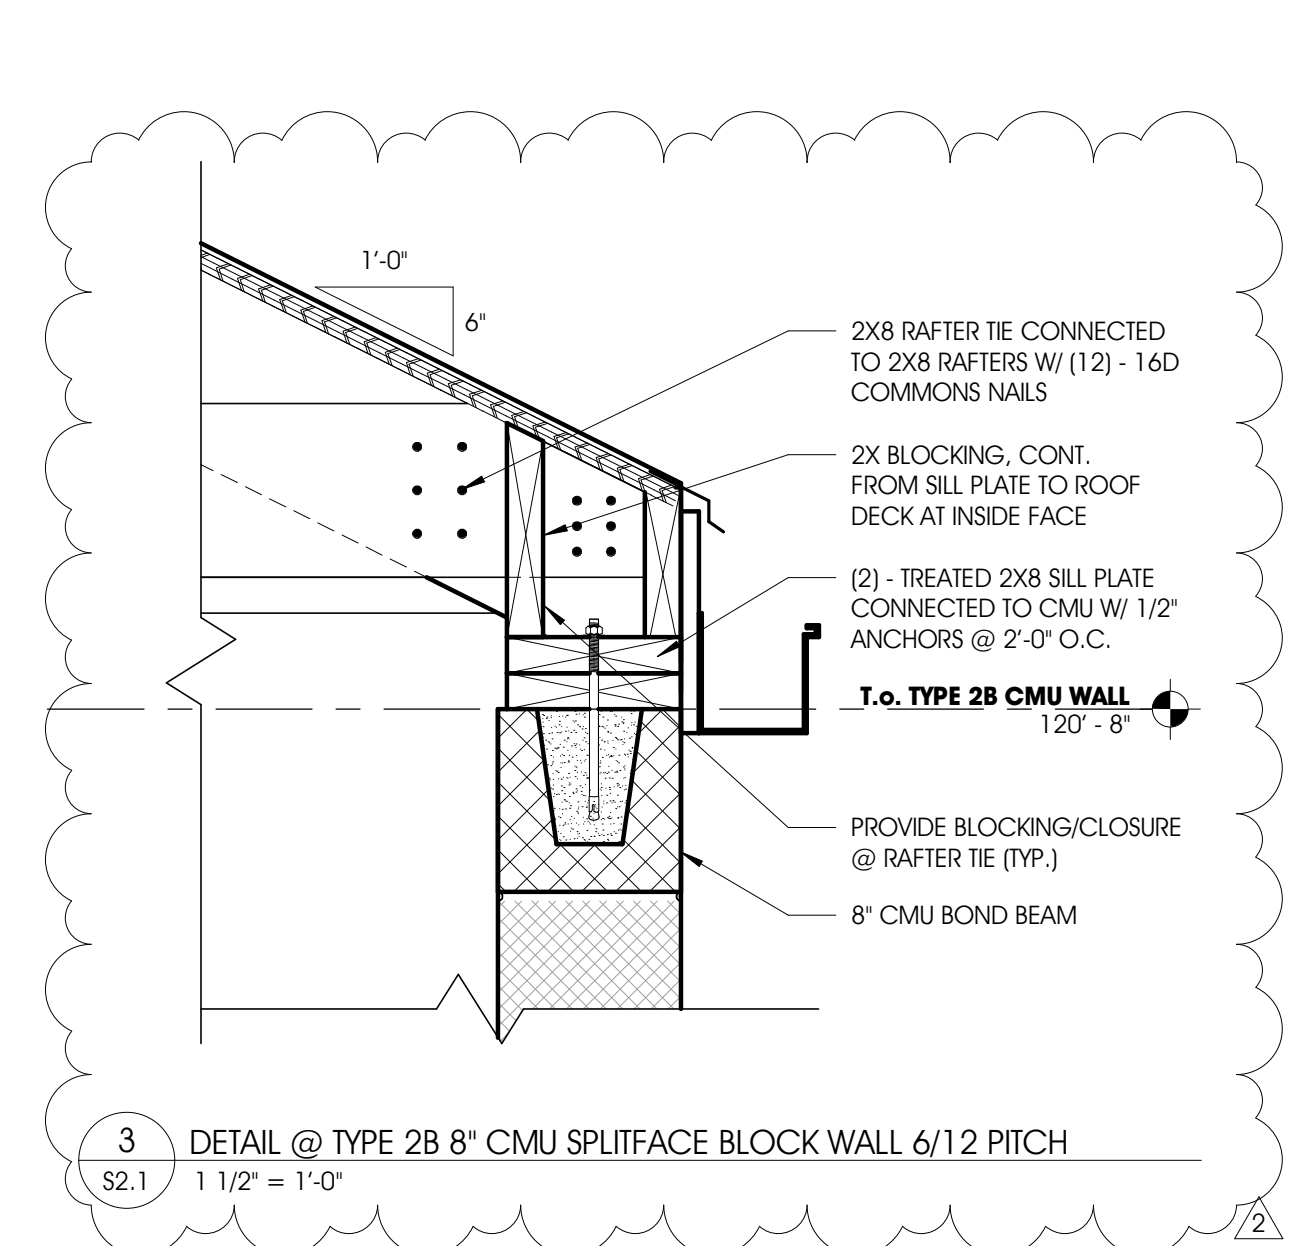 1'-0"
6"
2X8 RAFTER TIE CONNECTED
TO 2X8 RAFTERS W/ (12) - 16D
COMMONS NAILS
2X BLOCKING, CONT.
FROM SILL PLATE TO ROOF
DECK AT INSIDE FACE
(2) - TREATED 2X8 SILL PLATE
CONNECTED TO CMU W/ 1/2"
ANCHORS @ 2'-0" O.C.
T.o. TYPE 2B CMU WALL
120' - 8"
PROVIDE BLOCKING/CLOSURE
@ RAFTER TIE (TYP.)
8" CMU BOND BEAM
3
DETAIL @ TYPE 2B 8" CMU SPLITFACE BLOCK WALL 6/12 PITCH
S2.1
1 1/2" = 1'-0"
2